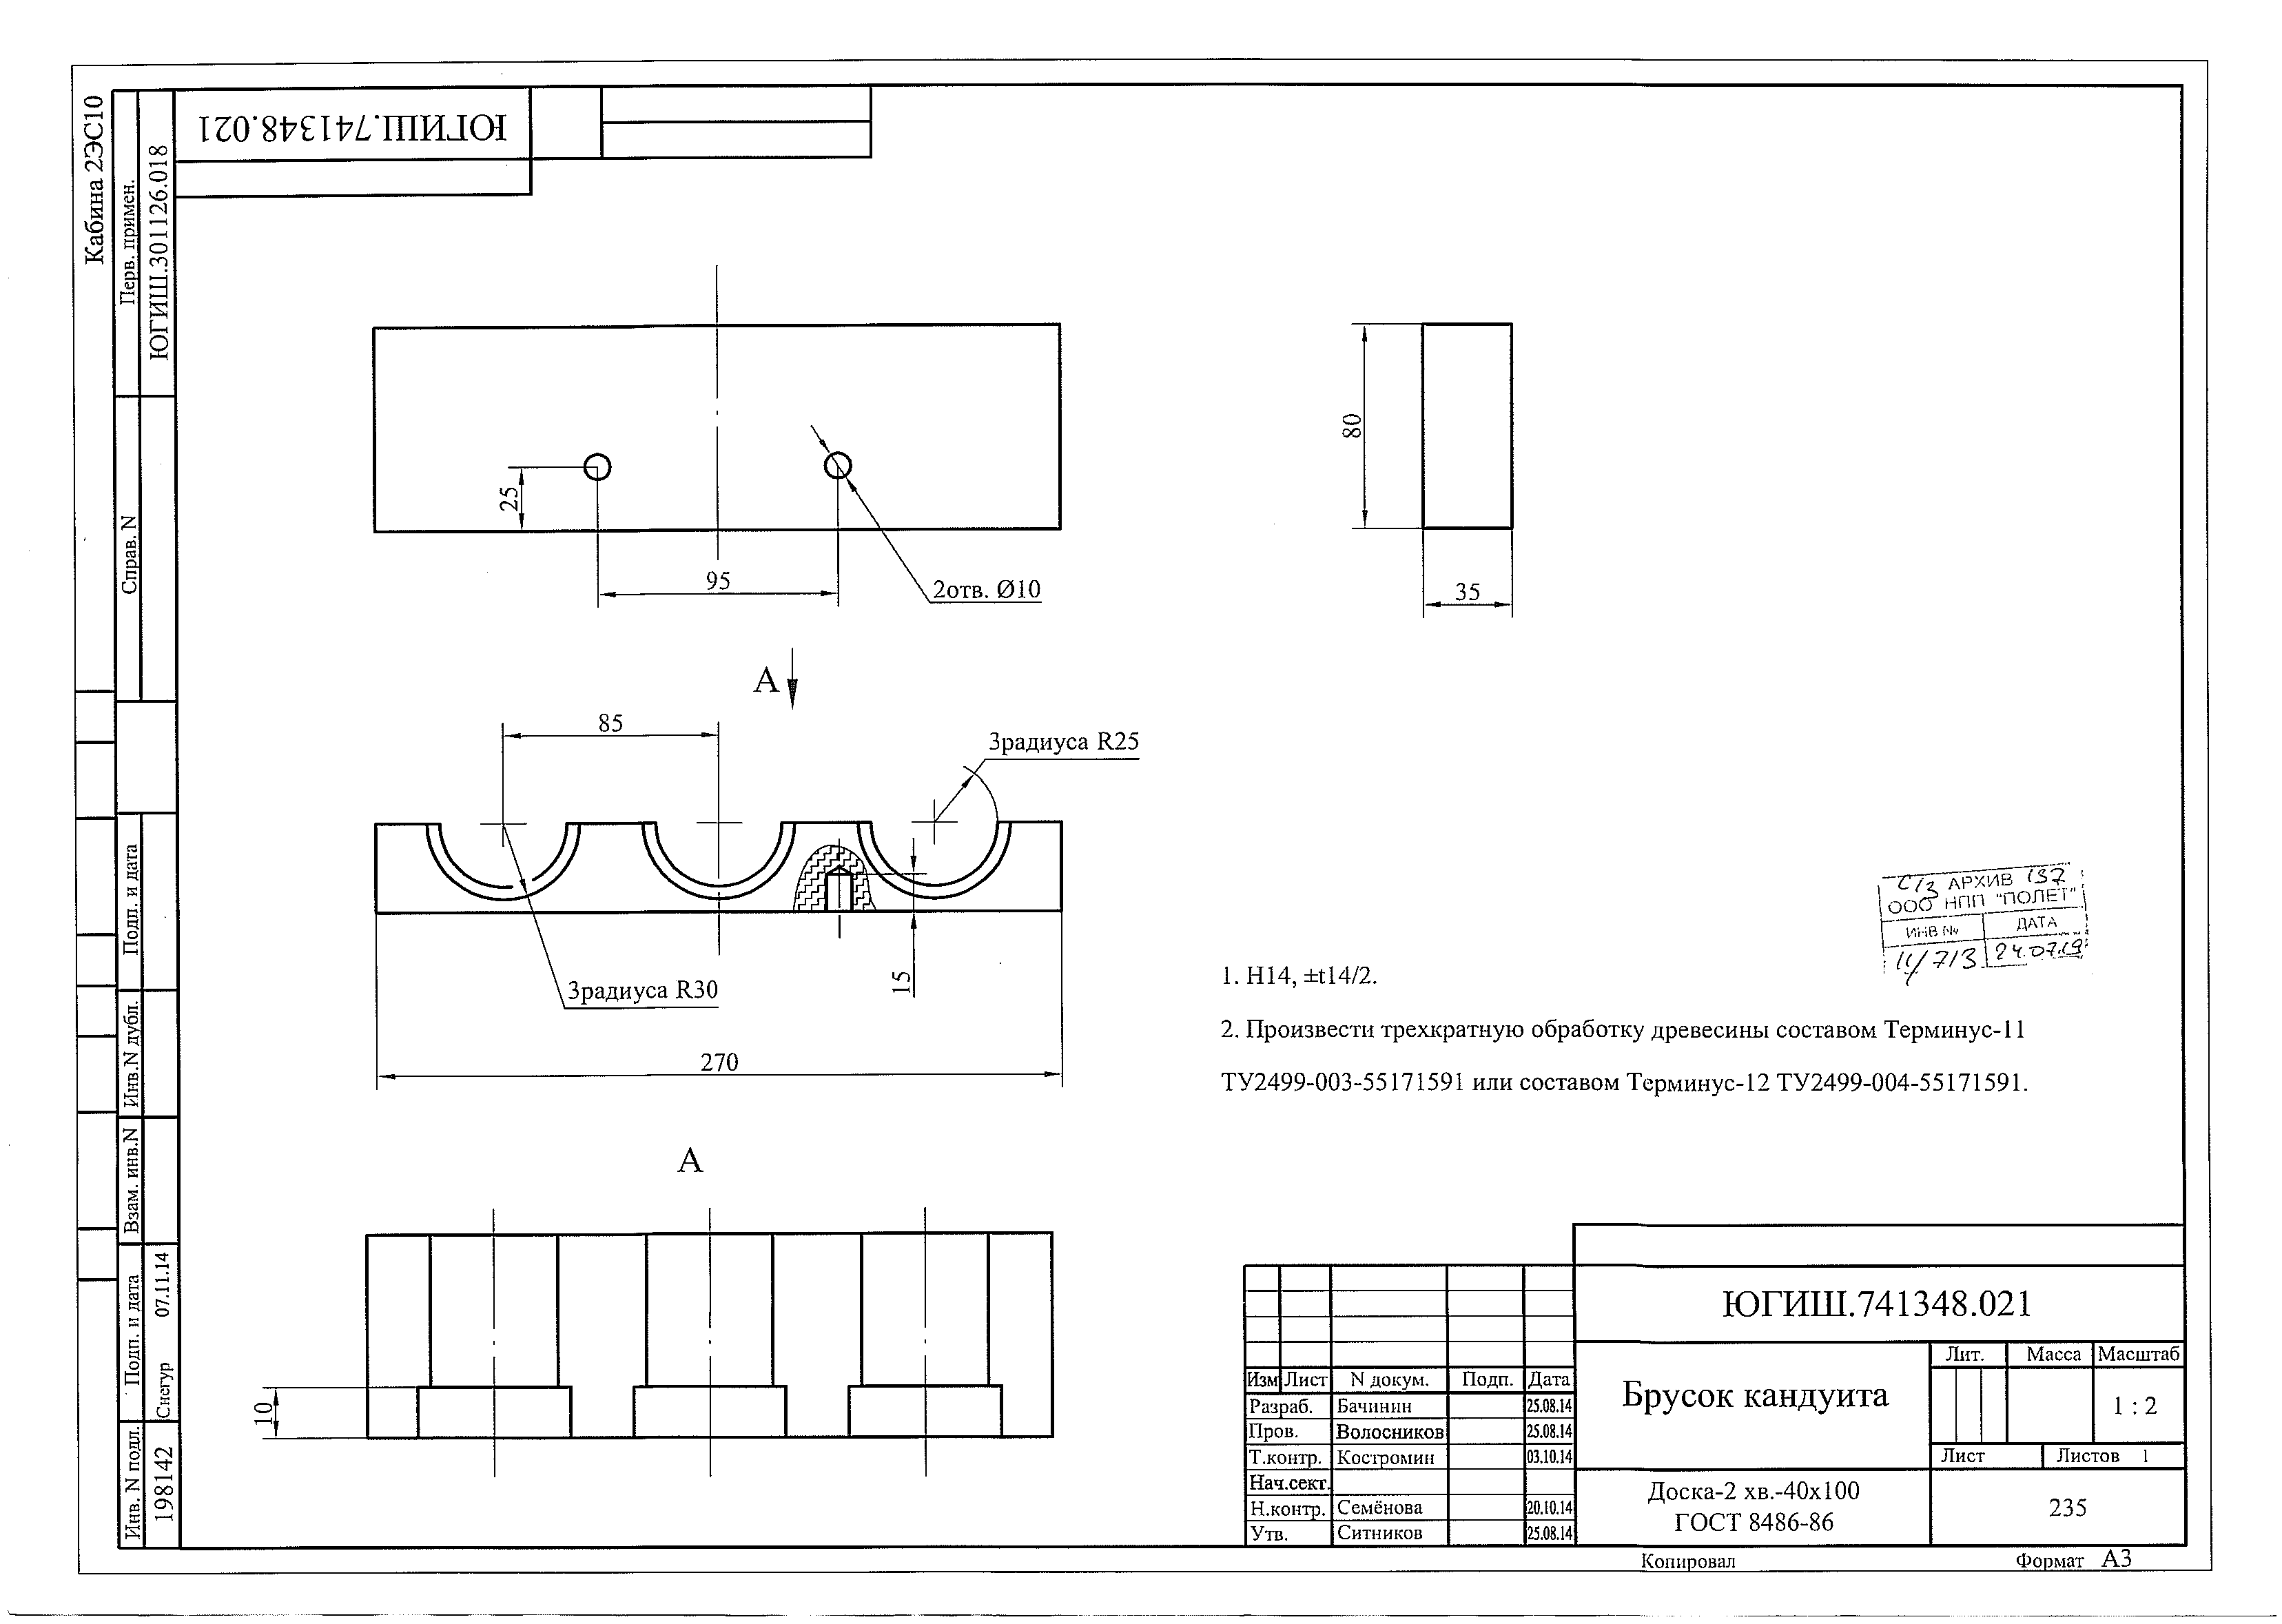 Кабина 2ЭС10
Перв. примен.
ЮГИШ.301126.018
Справ. N
Подп. и дата
Инв.N дубл.
Взам. инв.N
Подп. и дата
Снегур 07.11.14
Инв. N подл.
198142
ЮГИШ.741348.021
25
95
2отв. Ø10
80
35
А
85
3радиуса R25
3радиуса R30
15
270
А
10
С/з АРХИВ 137
ООО НПП "ПОЛЕТ"
ИНВ № ДАТА
24.07.19
1. Н14, ±t14/2.
2. Произвести трехкратную обработку древесины составом Терминус-11
ТУ2499-003-55171591 или составом Терминус-12 ТУ2499-004-55171591.
ЮГИШ.741348.021
Изм Лист N докум. Подп. Дата
Разраб. Бачинин 25.08.14
Пров. Волосников 25.08.14
Т.контр. Костромин 03.10.14
Нач.сект.
Н.контр. Семёнова 20.10.14
Утв. Ситников 25.08.14
Брусок кандуита
Лит. Масса Масштаб
1 : 2
Лист Листов 1
Доска-2 хв.-40х100
ГОСТ 8486-86
235
Копировал Формат А3